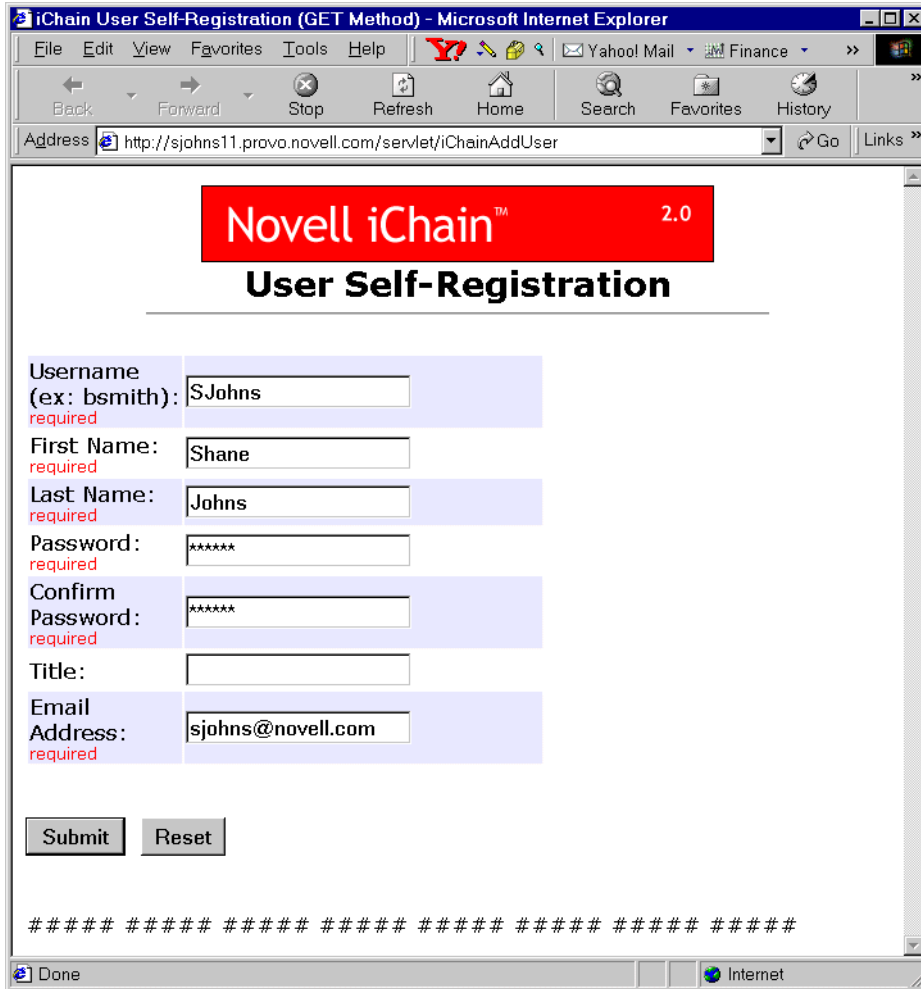 iChain User Self-Registration (GET Method) - Microsoft Internet Explorer
File Edit View Favorites Tools Help Y! Yahoo! Mail Finance »
Back Forward Stop Refresh Home Search Favorites History »
Address http://sjohns11.provo.novell.com/servlet/iChainAddUser Go Links »
Novell iChain™ 2.0
User Self-Registration
Username
(ex: bsmith): SJohns
required
First Name: Shane
required
Last Name: Johns
required
Password: ******
required
Confirm
Password: ******
required
Title:
Email
Address: sjohns@novell.com
required
Submit Reset
##### ##### ##### ##### ##### ##### ##### #####
Done Internet